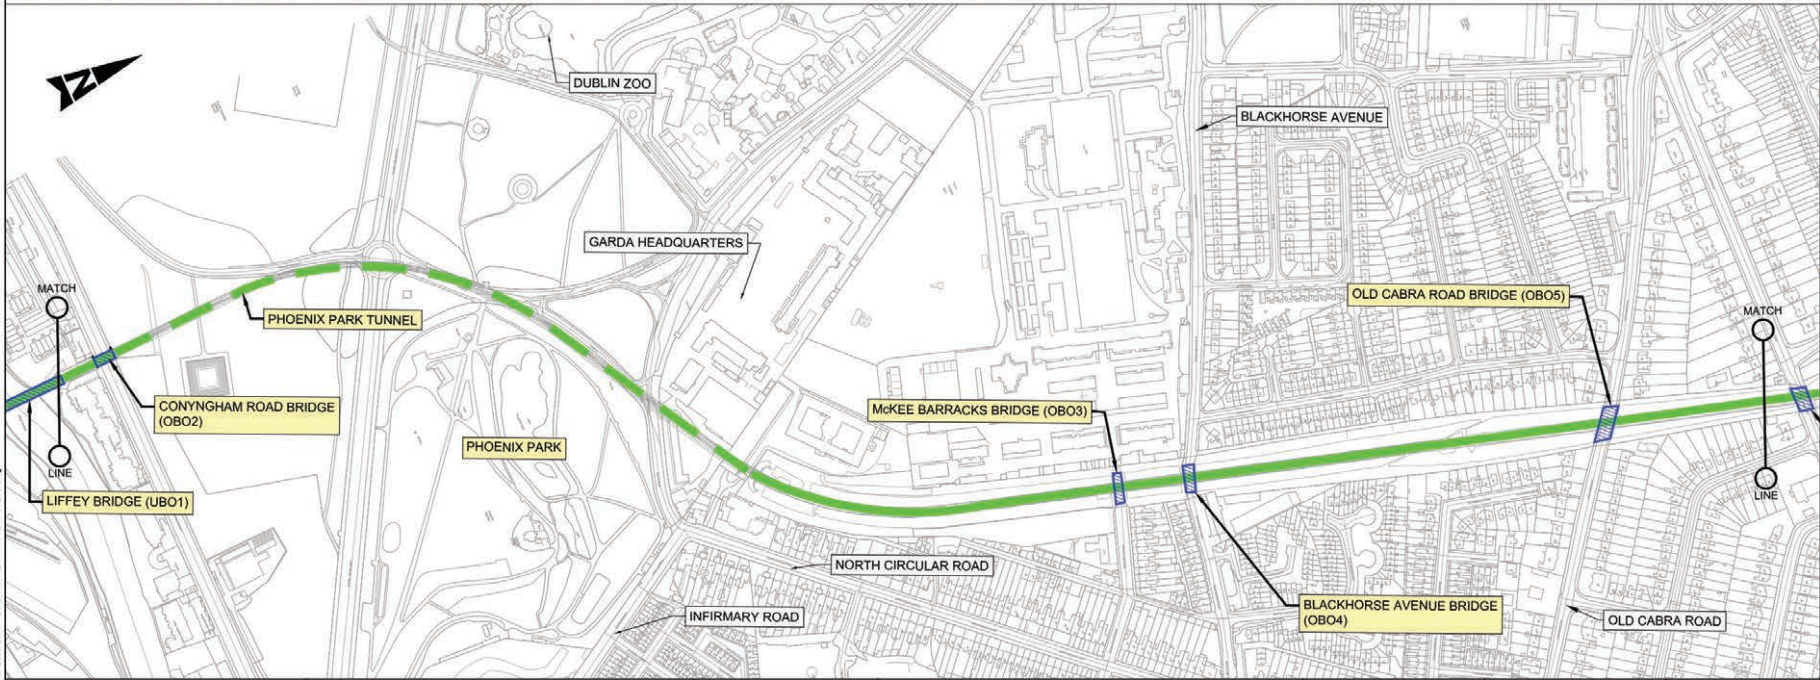 N
DUBLIN ZOO
BLACKHORSE AVENUE
GARDA HEADQUARTERS
MATCH
OLD CABRA ROAD BRIDGE (OBO5)
MATCH
PHOENIX PARK TUNNEL
CONYNGHAM ROAD BRIDGE
(OBO2)
McKEE BARRACKS BRIDGE (OBO3)
PHOENIX PARK
LINE
LINE
LIFFEY BRIDGE (UBO1)
NORTH CIRCULAR ROAD
BLACKHORSE AVENUE BRIDGE
(OBO4)
INFIRMARY ROAD
OLD CABRA ROAD